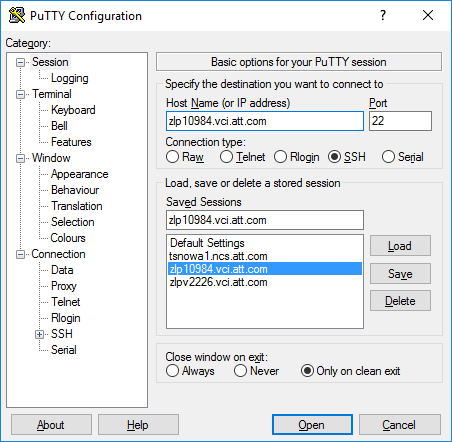 PuTTY Configuration
?
Category:
Session
Logging
Terminal
Keyboard
Bell
Features
Window
Appearance
Behaviour
Translation
Selection
Colours
Connection
Data
Proxy
Telnet
Rlogin
SSH
Serial
Basic options for your PuTTY session
Specify the destination you want to connect to
Host Name (or IP address) Port
zlp10984.vci.att.com 22
Connection type:
Raw Telnet Rlogin SSH Serial
Load, save or delete a stored session
Saved Sessions
zlp10984.vci.att.com
Default Settings
tsnowa1.ncs.att.com
zlp10984.vci.att.com
zlpv2226.vci.att.com
Load
Save
Delete
Close window on exit:
Always Never Only on clean exit
About Help Open Cancel